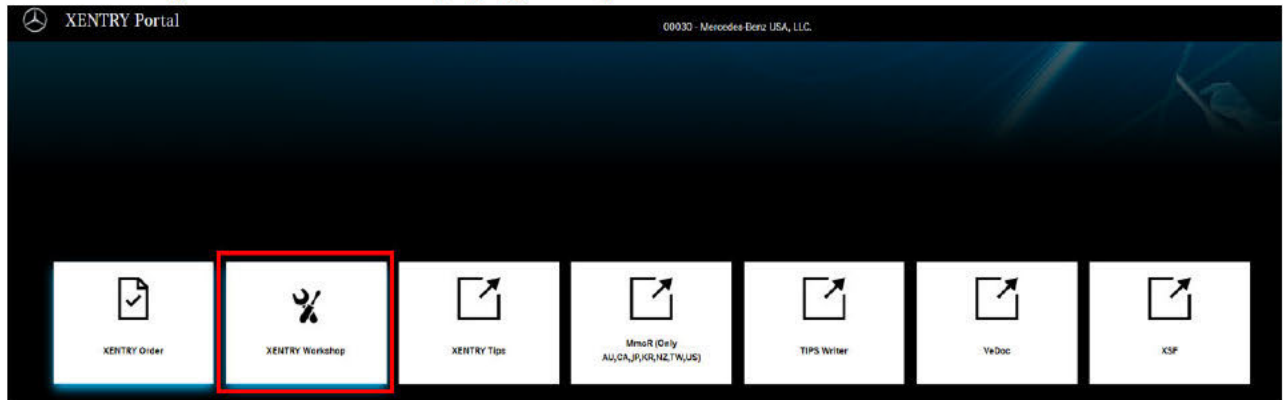 XENTRY Portal
00030 - Mercedes-Benz USA, LLC.
XENTRY Order
XENTRY Workshop
XENTRY Tips
MmoR (Only
AU,CA,JP,KR,NZ,TW,US)
TIPS Writer
VeDoc
XSF